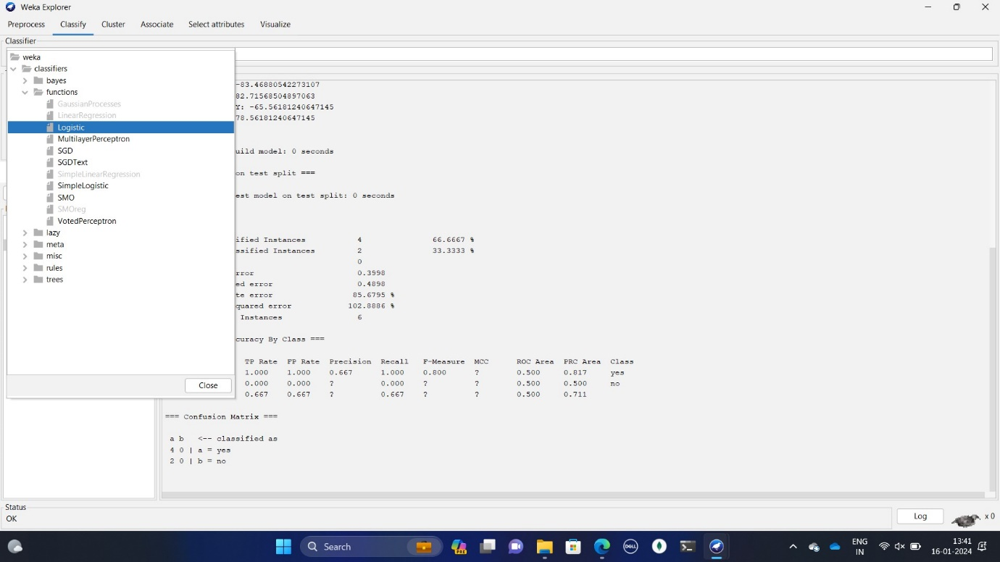 Weka Explorer
Preprocess Classify Cluster Associate Select attributes Visualize
Classifier
weka
classifiers
bayes
functions
GaussianProcesses
LinearRegression
Logistic
MultilayerPerceptron
SGD
SGDText
SimpleLinearRegression
SimpleLogistic
SMO
SMOreg
VotedPerceptron
lazy
meta
misc
rules
trees
Close
-83.46880542273107
82.71568504897063
Y: -65.56181240647145
78.56181240647145
uild model: 0 seconds
on test split ===
est model on test split: 0 seconds
ified Instances 4 66.6667 %
ssified Instances 2 33.3333 %
0
rror 0.3998
ed error 0.4898
te error 85.6795 %
quared error 102.8886 %
Instances 6
curacy By Class ===
TP Rate FP Rate Precision Recall F-Measure MCC ROC Area PRC Area Class
1.000 1.000 0.667 1.000 0.800 ? 0.500 0.817 yes
0.000 0.000 ? 0.000 ? ? 0.500 0.500 no
0.667 0.667 ? 0.667 ? ? 0.500 0.711
=== Confusion Matrix ===
a b <-- classified as
4 0 | a = yes
2 0 | b = no
Status
OK
Log
x 0
Search
PRE
DELL
ENG
IN
13:41
16-01-2024